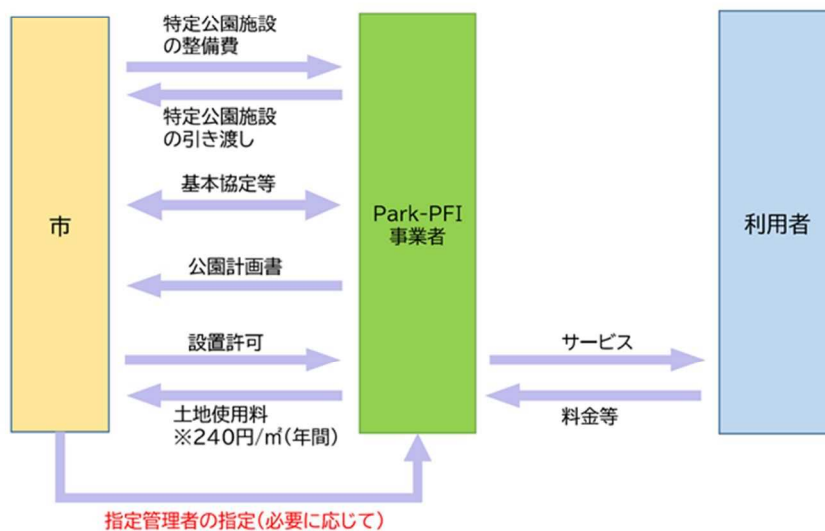 特定公園施設
の整備費
特定公園施設
の引き渡し
基本協定等
市
Park-PFI
事業者
利用者
公園計画書
設置許可
サービス
土地使用料
※240円/㎡(年間)
料金等
指定管理者の指定(必要に応じて)